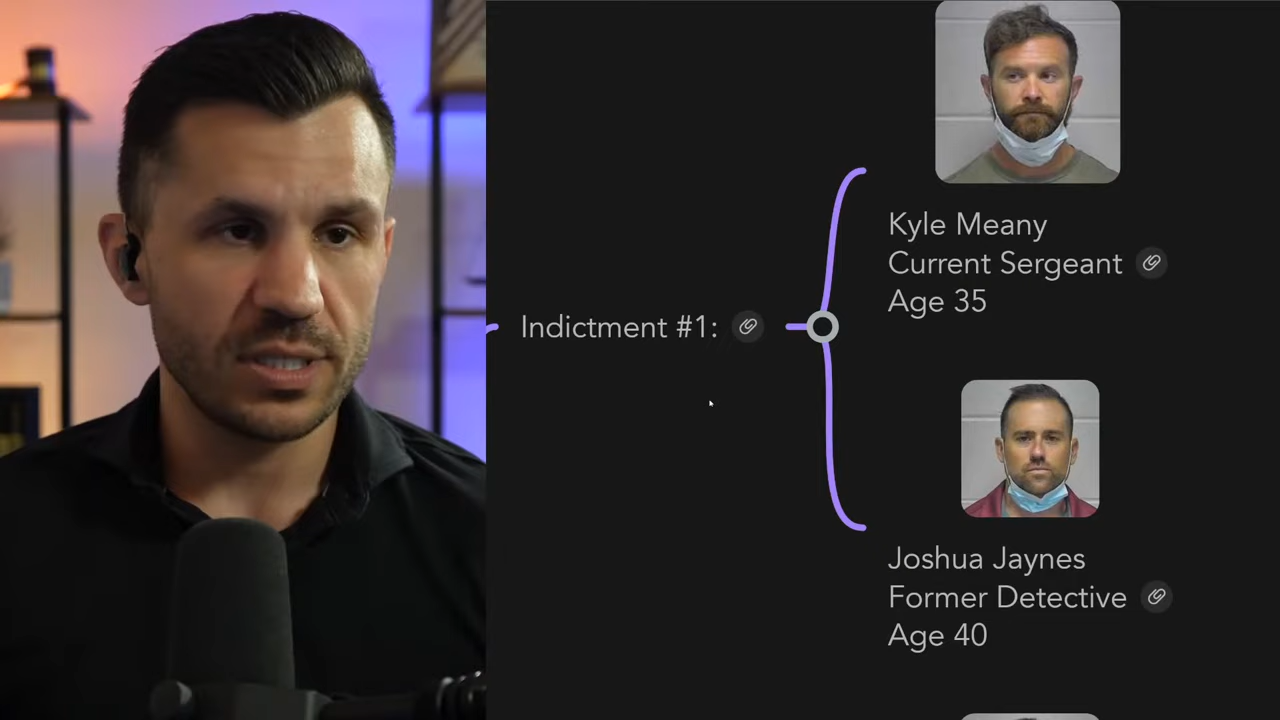 Indictment #1:
Kyle Meany
Current Sergeant
Age 35
Joshua Jaynes
Former Detective
Age 40